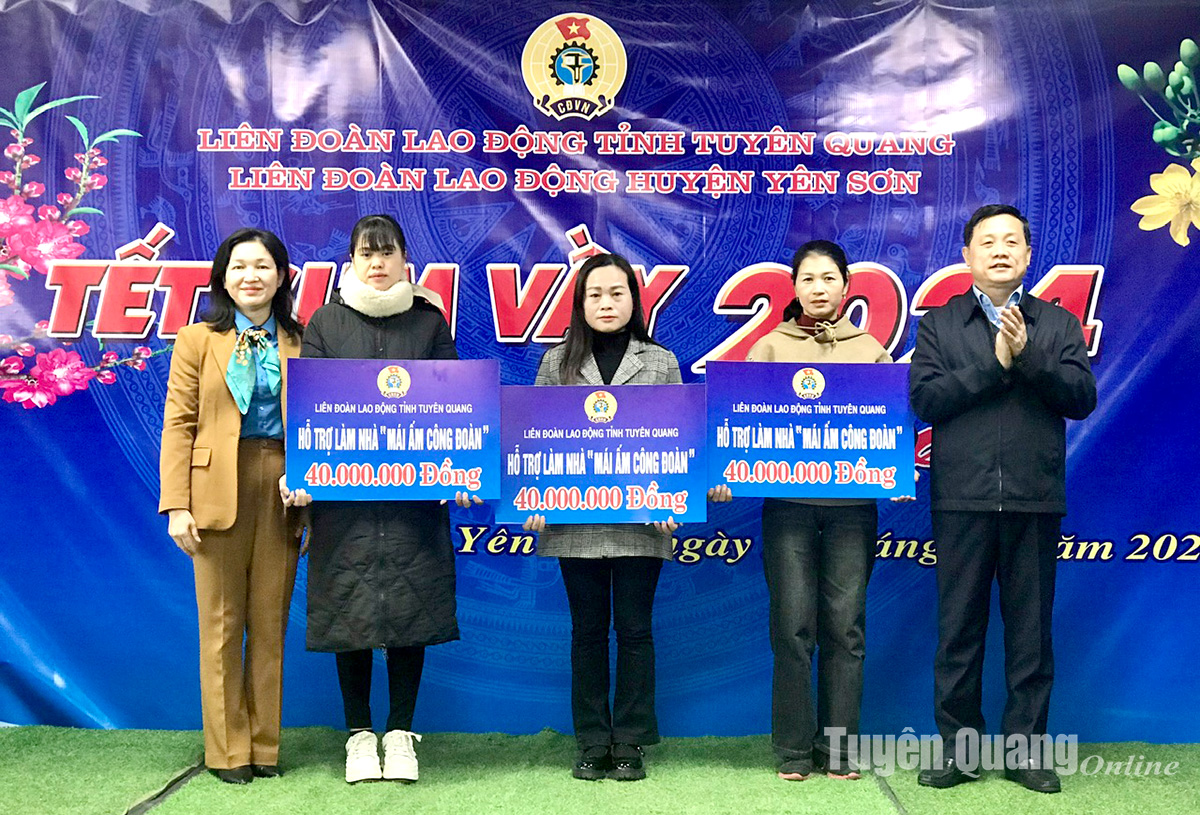 CĐVN
LIÊN ĐOÀN LAO ĐỘNG TỈNH TUYÊN QUANG
LIÊN ĐOÀN LAO ĐỘNG HUYỆN YÊN SƠN
TẾT VẦY 2024
LIÊN ĐOÀN LAO ĐỘNG TỈNH TUYÊN QUANG
HỖ TRỢ LÀM NHÀ "MÁI ẤM CÔNG ĐOÀN"
40.000.000 Đồng
LIÊN ĐOÀN LAO ĐỘNG TỈNH TUYÊN QUANG
HỖ TRỢ LÀM NHÀ "MÁI ẤM CÔNG ĐOÀN"
40.000.000 Đồng
LIÊN ĐOÀN LAO ĐỘNG TỈNH TUYÊN QUANG
HỖ TRỢ LÀM NHÀ "MÁI ẤM CÔNG ĐOÀN"
40.000.000 Đồng
Yên ngày
Tuyên Quang Online